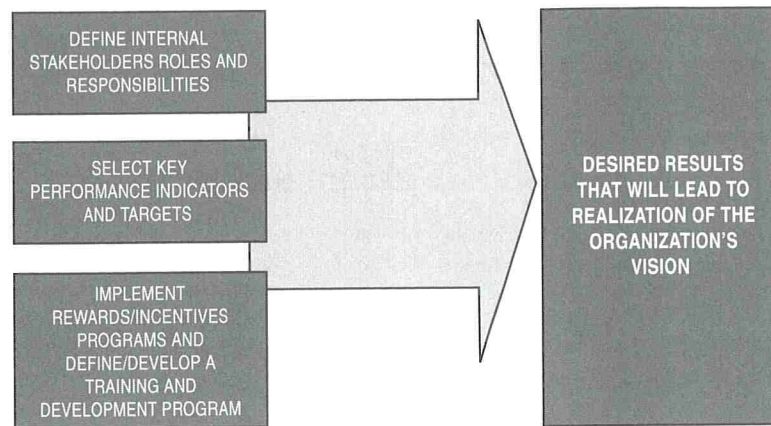 DEFINE INTERNAL
STAKEHOLDERS ROLES AND
RESPONSIBILITIES
SELECT KEY
PERFORMANCE INDICATORS
AND TARGETS
IMPLEMENT
REWARDS/INCENTIVES
PROGRAMS AND
DEFINE/DEVELOP A
TRAINING AND
DEVELOPMENT PROGRAM
DESIRED RESULTS
THAT WILL LEAD TO
REALIZATION OF THE
ORGANIZATION'S
VISION